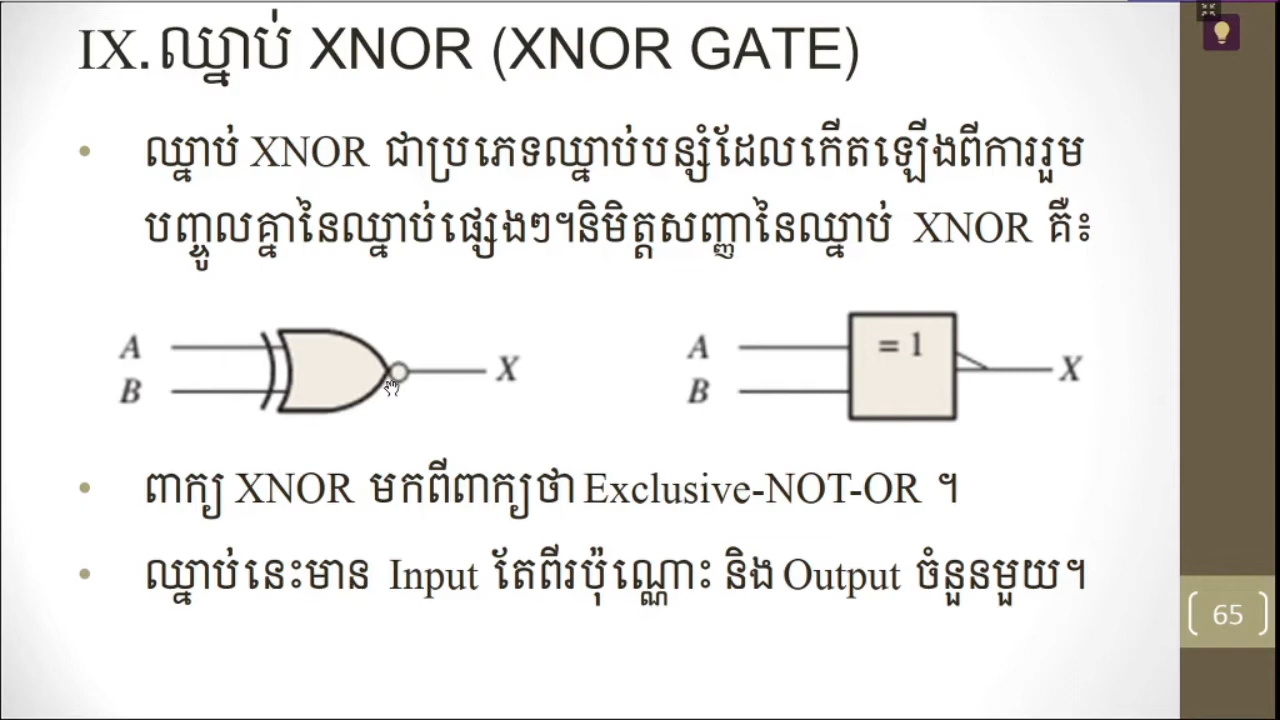 IX.ឈ្នាប់ XNOR (XNOR GATE)
• ឈ្នាប់ XNOR ជាប្រភេទឈ្នាប់បន្សំដែលកើតឡើងពីការរួម
បញ្ចូលគ្នានៃឈ្នាប់ផ្សេងៗ។និមិត្តសញ្ញានៃឈ្នាប់ XNOR គឺ៖
A
B
X
A
B
= 1
X
• ពាក្យ XNOR មកពីពាក្យថា Exclusive-NOT-OR ។
• ឈ្នាប់នេះមាន Input តែពីរប៉ុណ្ណោះ និង Output ចំនួនមួយ។
65